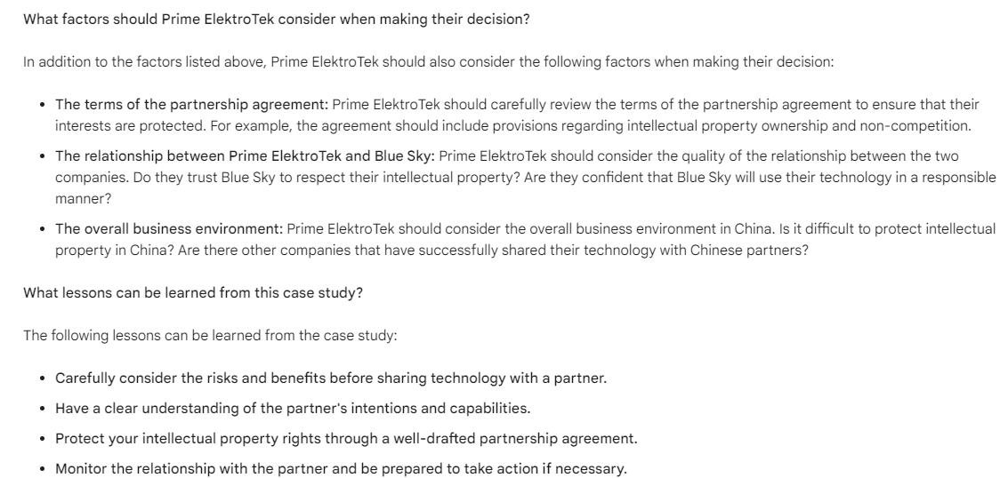 What factors should Prime ElektroTek consider when making their decision?
In addition to the factors listed above, Prime ElektroTek should also consider the following factors when making their decision:
• The terms of the partnership agreement: Prime ElektroTek should carefully review the terms of the partnership agreement to ensure that their
interests are protected. For example, the agreement should include provisions regarding intellectual property ownership and non-competition.
• The relationship between Prime ElektroTek and Blue Sky: Prime ElektroTek should consider the quality of the relationship between the two
companies. Do they trust Blue Sky to respect their intellectual property? Are they confident that Blue Sky will use their technology in a responsible
manner?
• The overall business environment: Prime ElektroTek should consider the overall business environment in China. Is it difficult to protect intellectual
property in China? Are there other companies that have successfully shared their technology with Chinese partners?
What lessons can be learned from this case study?
The following lessons can be learned from the case study:
• Carefully consider the risks and benefits before sharing technology with a partner.
• Have a clear understanding of the partner's intentions and capabilities.
• Protect your intellectual property rights through a well-drafted partnership agreement.
• Monitor the relationship with the partner and be prepared to take action if necessary.